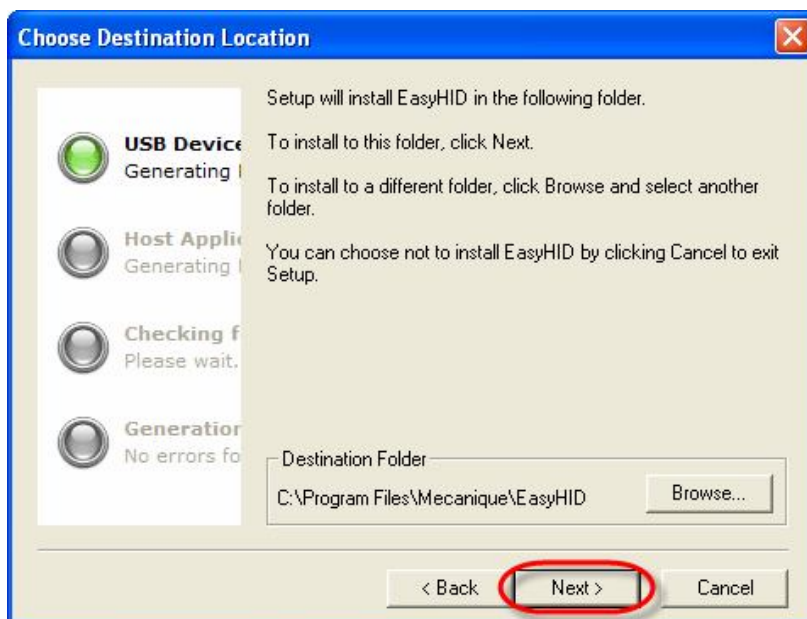 Choose Destination Location
USB Device
Generating
Host Applic
Generating
Checking f
Please wait.
Generation
No errors fo
Setup will install EasyHID in the following folder.
To install to this folder, click Next.
To install to a different folder, click Browse and select another
folder.
You can choose not to install EasyHID by clicking Cancel to exit
Setup.
Destination Folder
C:\Program Files\Mecanique\EasyHID
Browse...
< Back
Next >
Cancel